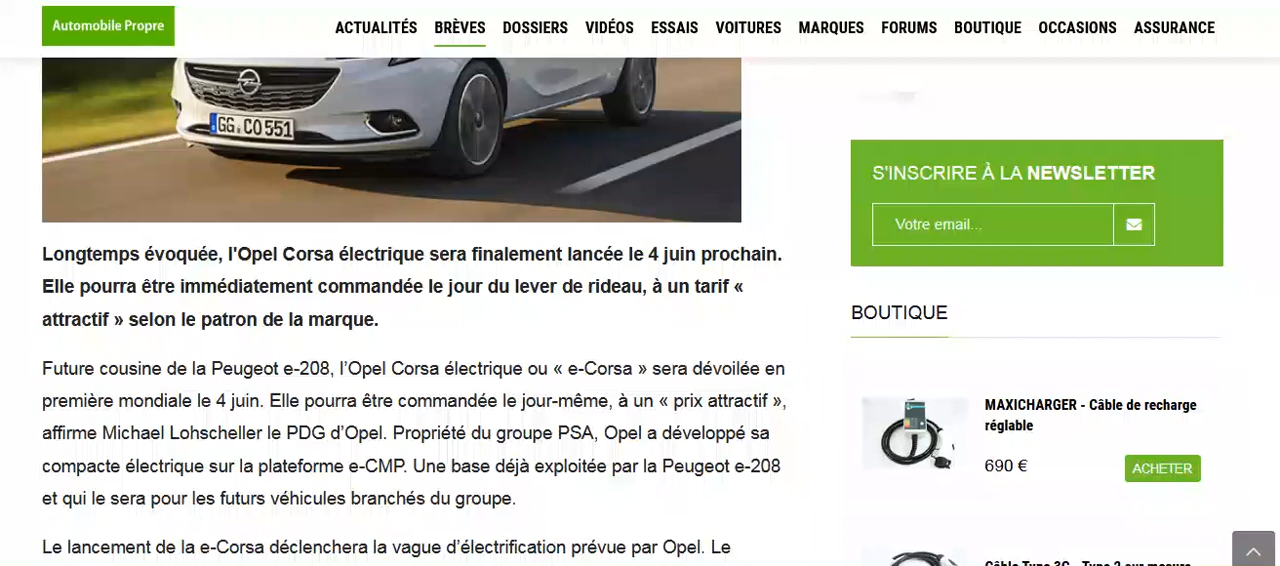 Automobile Propre
ACTUALITÉS BRÈVES DOSSIERS VIDÉOS ESSAIS VOITURES MARQUES FORUMS BOUTIQUE OCCASIONS ASSURANCE
GG CO 551
Longtemps évoquée, l'Opel Corsa électrique sera finalement lancée le 4 juin prochain.
Elle pourra être immédiatement commandée le jour du lever de rideau, à un tarif «
attractif » selon le patron de la marque.
Future cousine de la Peugeot e-208, l’Opel Corsa électrique ou « e-Corsa » sera dévoilée en
première mondiale le 4 juin. Elle pourra être commandée le jour-même, à un « prix attractif »,
affirme Michael Lohscheller le PDG d’Opel. Propriété du groupe PSA, Opel a développé sa
compacte électrique sur la plateforme e-CMP. Une base déjà exploitée par la Peugeot e-208
et qui le sera pour les futurs véhicules branchés du groupe.
Le lancement de la e-Corsa déclenchera la vague d’électrification prévue par Opel. Le
S'INSCRIRE À LA NEWSLETTER
Votre email...
BOUTIQUE
MAXICHARGER - Câble de recharge
réglable
690 €
ACHETER
Câble Type 3C - Type 2 sur mesure